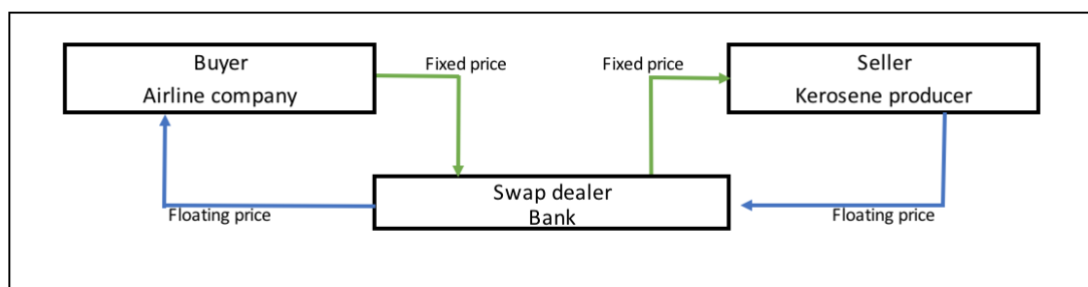 Buyer
Airline company
Fixed price
Fixed price
Seller
Kerosene producer
Swap dealer
Bank
Floating price
Floating price